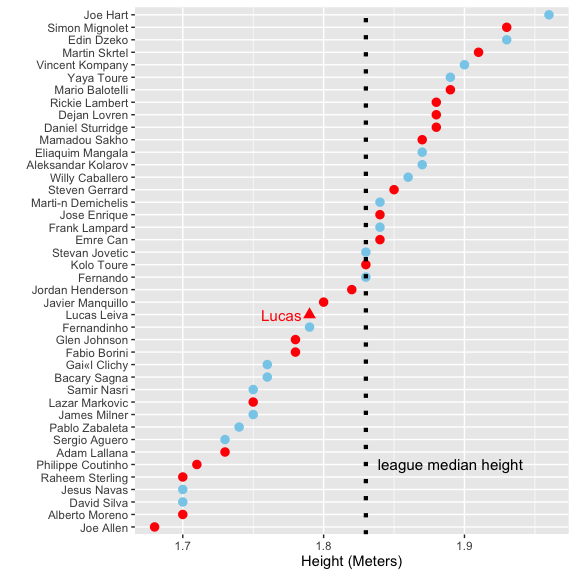 Joe Hart
Simon Mignolet
Edin Dzeko
Martin Skrtel
Vincent Kompany
Yaya Toure
Mario Balotelli
Rickie Lambert
Dejan Lovren
Daniel Sturridge
Mamadou Sakho
Eliaquim Mangala
Aleksandar Kolarov
Willy Caballero
Steven Gerrard
Marti-n Demichelis
Jose Enrique
Frank Lampard
Emre Can
Stevan Jovetic
Kolo Toure
Fernando
Jordan Henderson
Javier Manquillo
Lucas Leiva
Lucas
Fernandinho
Glen Johnson
Fabio Borini
Gai«l Clichy
Bacary Sagna
Samir Nasri
Lazar Markovic
James Milner
Pablo Zabaleta
Sergio Aguero
Adam Lallana
Philippe Coutinho
league median height
Raheem Sterling
Jesus Navas
David Silva
Alberto Moreno
Joe Allen
1.7 1.8 1.9
Height (Meters)